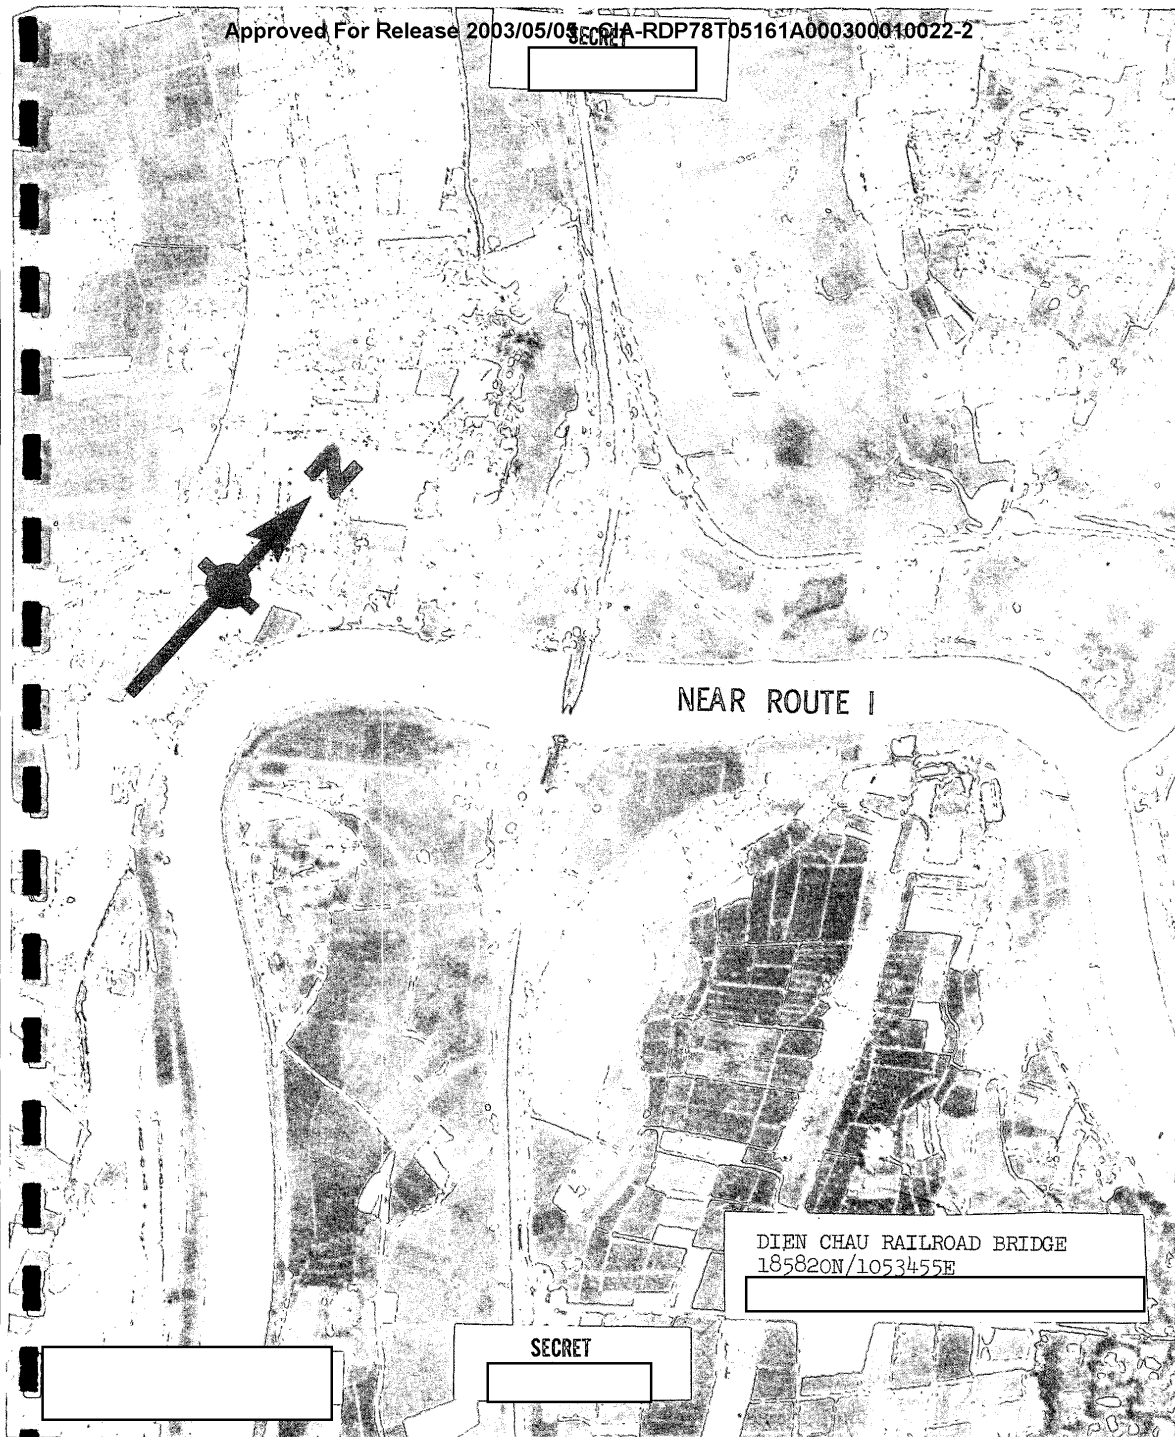 Approved For Release 2003/05/05 : CIA-RDP78T05161A000300010022-2
SECRET
N
NEAR ROUTE 1
DIEN CHAU RAILROAD BRIDGE
185820N/1053455E
SECRET